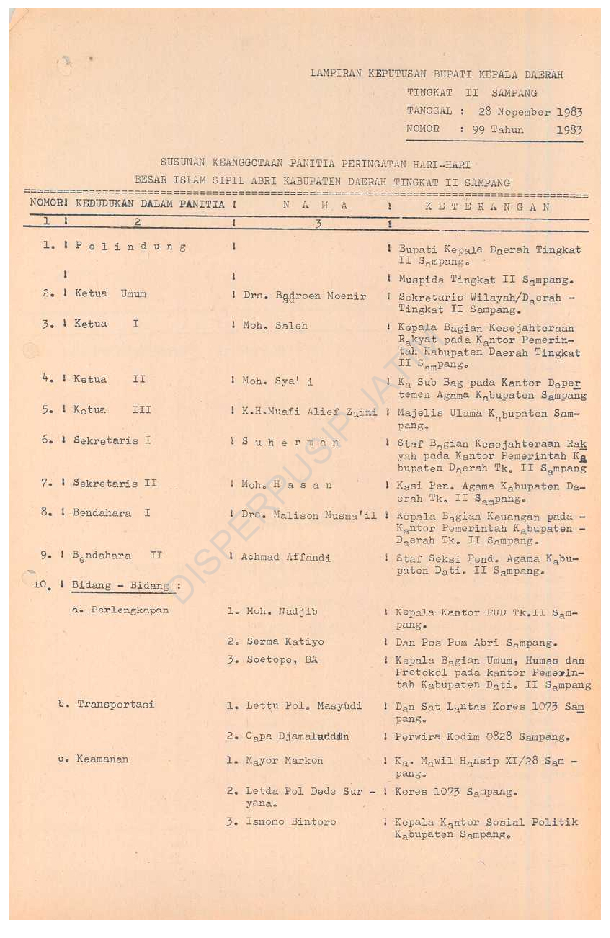 LAMPIRAN KEPUTUSAN BUPATI KEPALA DAERAH
TINGKAT II SAMPANG
TANGGAL : 28 Nopember 1983
NOMOR : 99 Tahun 1983
SUSUNAN KEANGGOTAAN PANITIA PERINGATAN HARI-HARI
BESAR ISLAM SIPIL ABRI KABUPATEN DAERAH TINGKAT II SAMPANG
NOMOR! KEDUDUKAN DALAM PANITIA ! N A M A ! K E T E R A N G A N
1 ! 2 ! 3 !
1. ! P e l i n d u n g ! ! Bupati Kepala Daerah Tingkat
II Sampang.
! ! ! Muspida Tingkat II Sampang.
2. ! Ketua Umum ! Drs. Badroen Noenir ! Sekretaris Wilayah/Daerah -
Tingkat II Sampang.
3. ! Ketua I ! Moh. Saleh ! Kepala Bagian Kesejahteraan
Rakyat pada Kantor Pemerin-
tah Kabupaten Daerah Tingkat
II Sampang.
4. ! Ketua II ! Moh. Sya' i ! Ka Sub Bag pada Kantor Deper
temen Agama Kabupaten Sampang
5. ! Ketua III ! K.H.Muafi Alief Zaini ! Majelis Ulama Kabupaten Sam-
pang.
6. ! Sekretaris I ! S u h e r m a n ! Staf Bagian Kesejahteraan Rak
yah pada Kantor Pemerintah Ka
bupaten Daerah Tk. II Sampang
7. ! Sekretaris II ! Moh. H a s a n ! Kasi Pen. Agama Kabupaten Da-
erah Tk. II Sampang.
8. ! Bendahara I ! Drs. Malison Musma'il ! Kepala Bagian Keuangan pada -
Kantor Pemerintah Kabupaten -
Daerah Tk. II Sampang.
9. ! Bendahara II ! Achmad Affandi ! Staf Seksi Pend. Agama Kabu-
paten Dati. II Sampang.
10. ! Bidang - Bidang :
a. Perlengkapan 1. Moh. Nadjib ! Kepala Kantor PUD Tk.II Sam-
pang.
2. Serma Katiyo ! Dan Pos Pom Abri Sampang.
3. Soetopo, BA ! Kepala Bagian Umum, Humas dan
Protokol pada kantor Pemerin-
tah Kabupaten Dati. II Sampang
b. Transportasi 1. Lettu Pol. Masyudi ! Dan Sat Lantas Kores 1073 Sam
pang.
2. Capa Djamaluddin ! Perwira Kodim 0828 Sampang.
c. Keamanan 1. Mayor Markon ! Ka. Mawil Hansip XI/28 Sam -
pang.
2. Letda Pol Dede Sur - ! Kores 1073 Sampang.
yana.
3. Isnomo Bintoro ! Kepala Kantor Sosial Politik
Kabupaten Sampang.